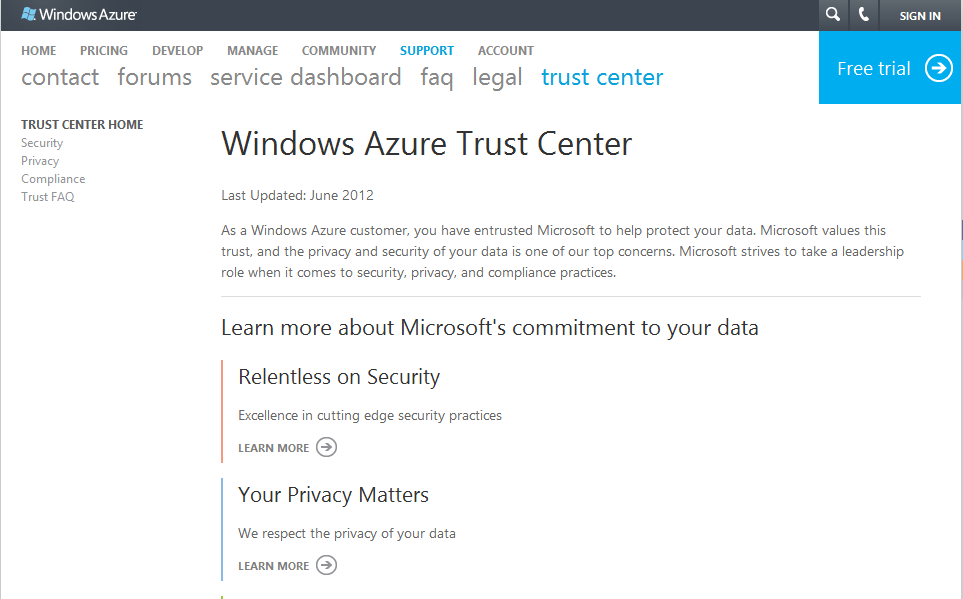 Windows Azure
SIGN IN
HOME PRICING DEVELOP MANAGE COMMUNITY SUPPORT ACCOUNT
contact forums service dashboard faq legal trust center
Free trial
TRUST CENTER HOME
Security
Privacy
Compliance
Trust FAQ
Windows Azure Trust Center
Last Updated: June 2012
As a Windows Azure customer, you have entrusted Microsoft to help protect your data. Microsoft values this
trust, and the privacy and security of your data is one of our top concerns. Microsoft strives to take a leadership
role when it comes to security, privacy, and compliance practices.
Learn more about Microsoft's commitment to your data
Relentless on Security
Excellence in cutting edge security practices
LEARN MORE
Your Privacy Matters
We respect the privacy of your data
LEARN MORE